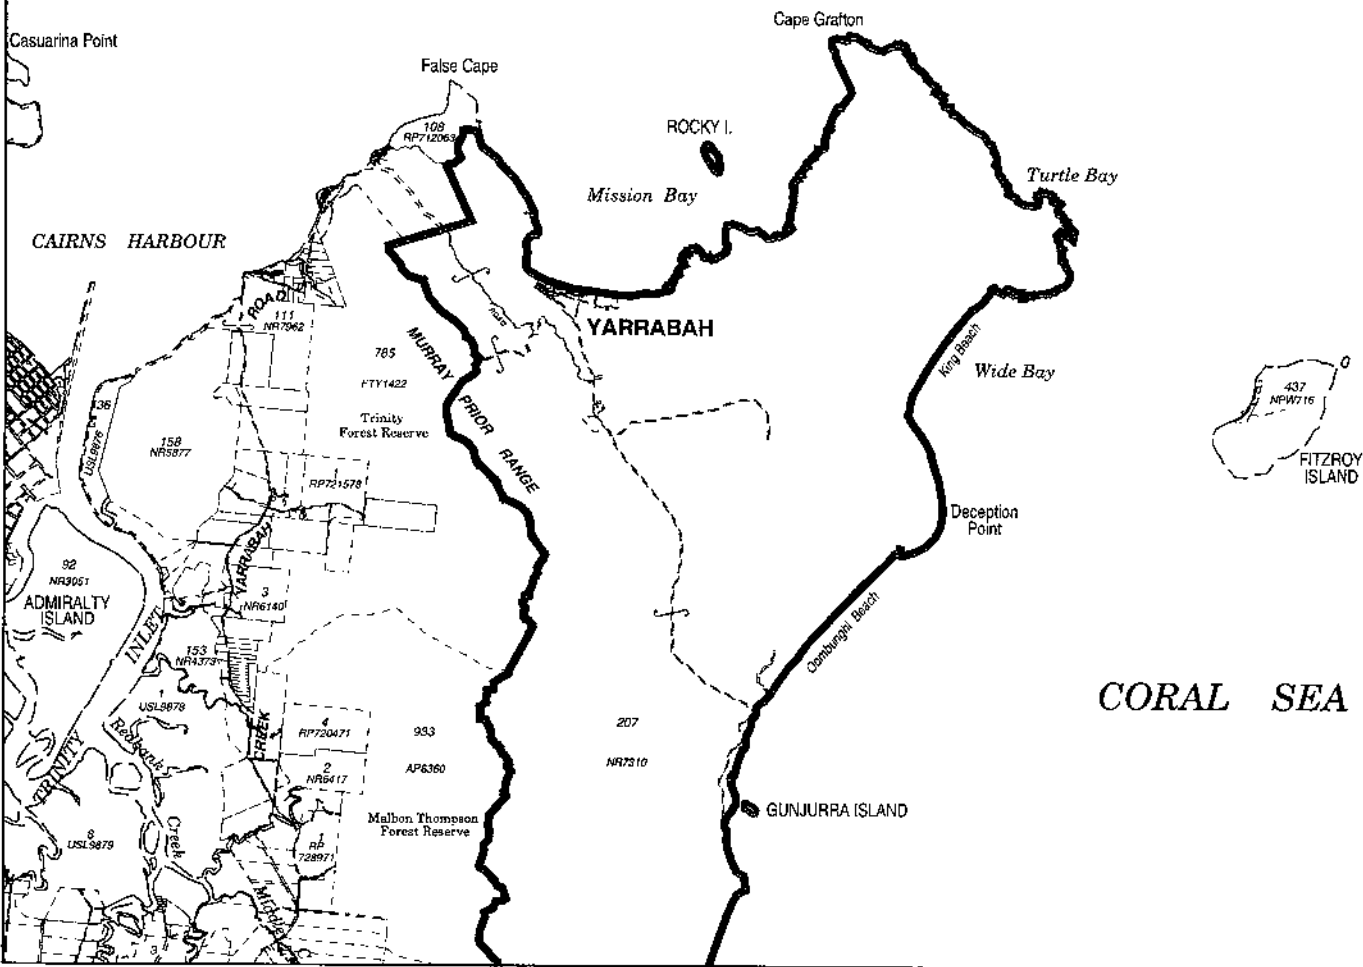 Cape Grafton
Casuarina Point
False Cape
108
RP712063
ROCKY I.
Turtle Bay
Mission Bay
CAIRNS HARBOUR
ROAD
111
NR7962
YARRABAH
MURRAY PRIOR RANGE
785
FTY1422
Trinity
Forest Reserve
King Beach
Wide Bay
437
NPW716
FITZROY
ISLAND
136
USL9876
158
NR5877
1
RP721578
Deception
Point
YARRABAH
92
NR3051
ADMIRALTY
ISLAND
3
NR6140
INLET
153
NR4373
Oombunghi Beach
1
USL9878
CORAL SEA
CREEK
4
RP720471
933
207
Redbank
TRINITY
2
NR6417
AP6360
NR7310
Malbon Thompson
Forest Reserve
GUNJURRA ISLAND
6
USL9879
Creek
1
RP
728971
3